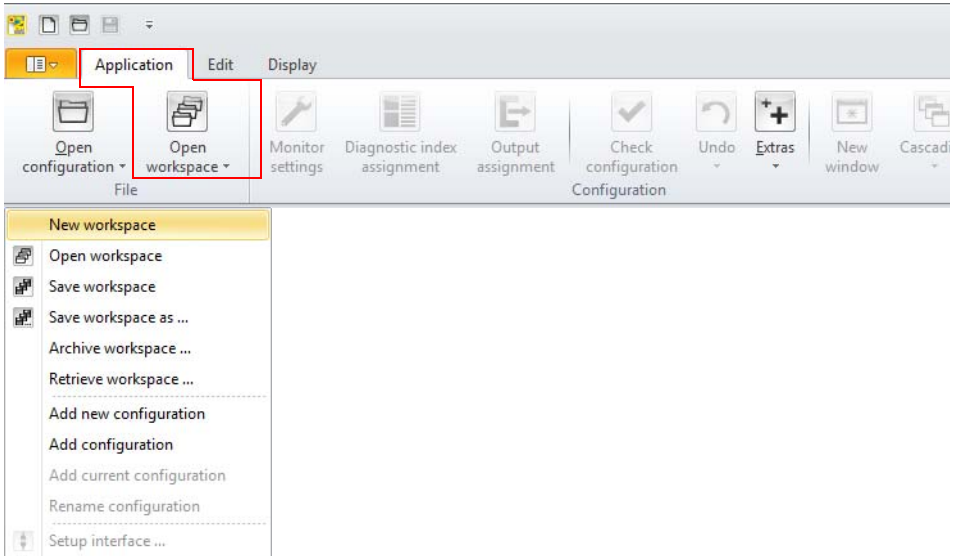 Application Edit Display
Open configuration
Open workspace
Monitor settings
Diagnostic index assignment
Output assignment
Check configuration
Undo
Extras
New window
Cascadi
File
Configuration
New workspace
Open workspace
Save workspace
Save workspace as ...
Archive workspace ...
Retrieve workspace ...
Add new configuration
Add configuration
Add current configuration
Rename configuration
Setup interface ...